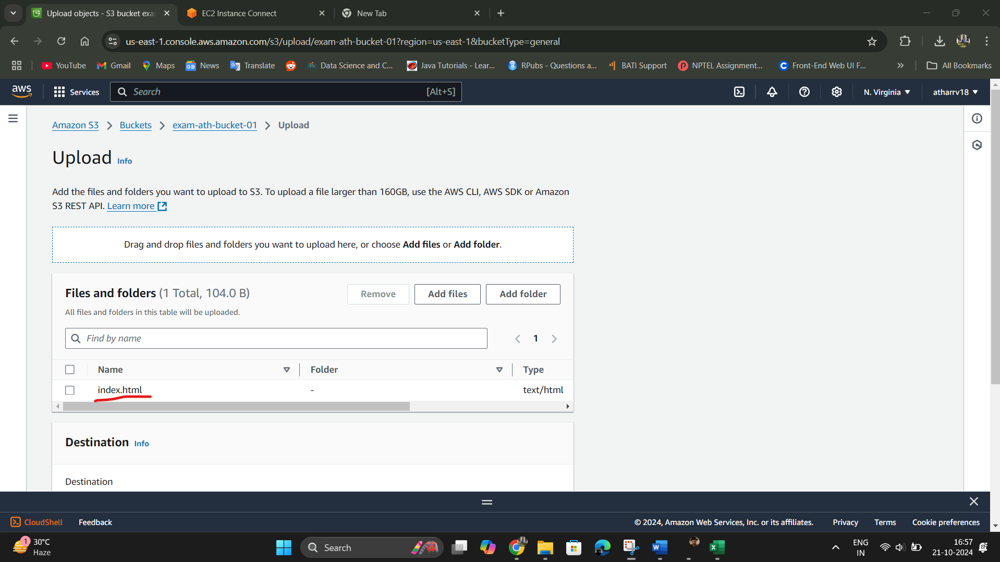 Upload objects - S3 bucket exa
EC2 Instance Connect
New Tab
us-east-1.console.aws.amazon.com/s3/upload/exam-ath-bucket-01?region=us-east-1&bucketType=general
YouTube
Gmail
Maps
News
Translate
Data Science and C...
Java Tutorials - Lear...
RPubs - Questions a...
BATI Support
NPTEL Assignment...
Front-End Web UI F...
All Bookmarks
aws
Services
Search
[Alt+S]
N. Virginia
atharrv18
Amazon S3
Buckets
exam-ath-bucket-01
Upload
Upload Info
Add the files and folders you want to upload to S3. To upload a file larger than 160GB, use the AWS CLI, AWS SDK or Amazon
S3 REST API. Learn more
Drag and drop files and folders you want to upload here, or choose Add files or Add folder.
Files and folders (1 Total, 104.0 B)
Remove
Add files
Add folder
All files and folders in this table will be uploaded.
Find by name
1
Name
Folder
Type
index.html
-
text/html
Destination Info
Destination
CloudShell
Feedback
© 2024, Amazon Web Services, Inc. or its affiliates.
Privacy
Terms
Cookie preferences
1
30°C
Haze
Search
ENG
IN
16:57
21-10-2024